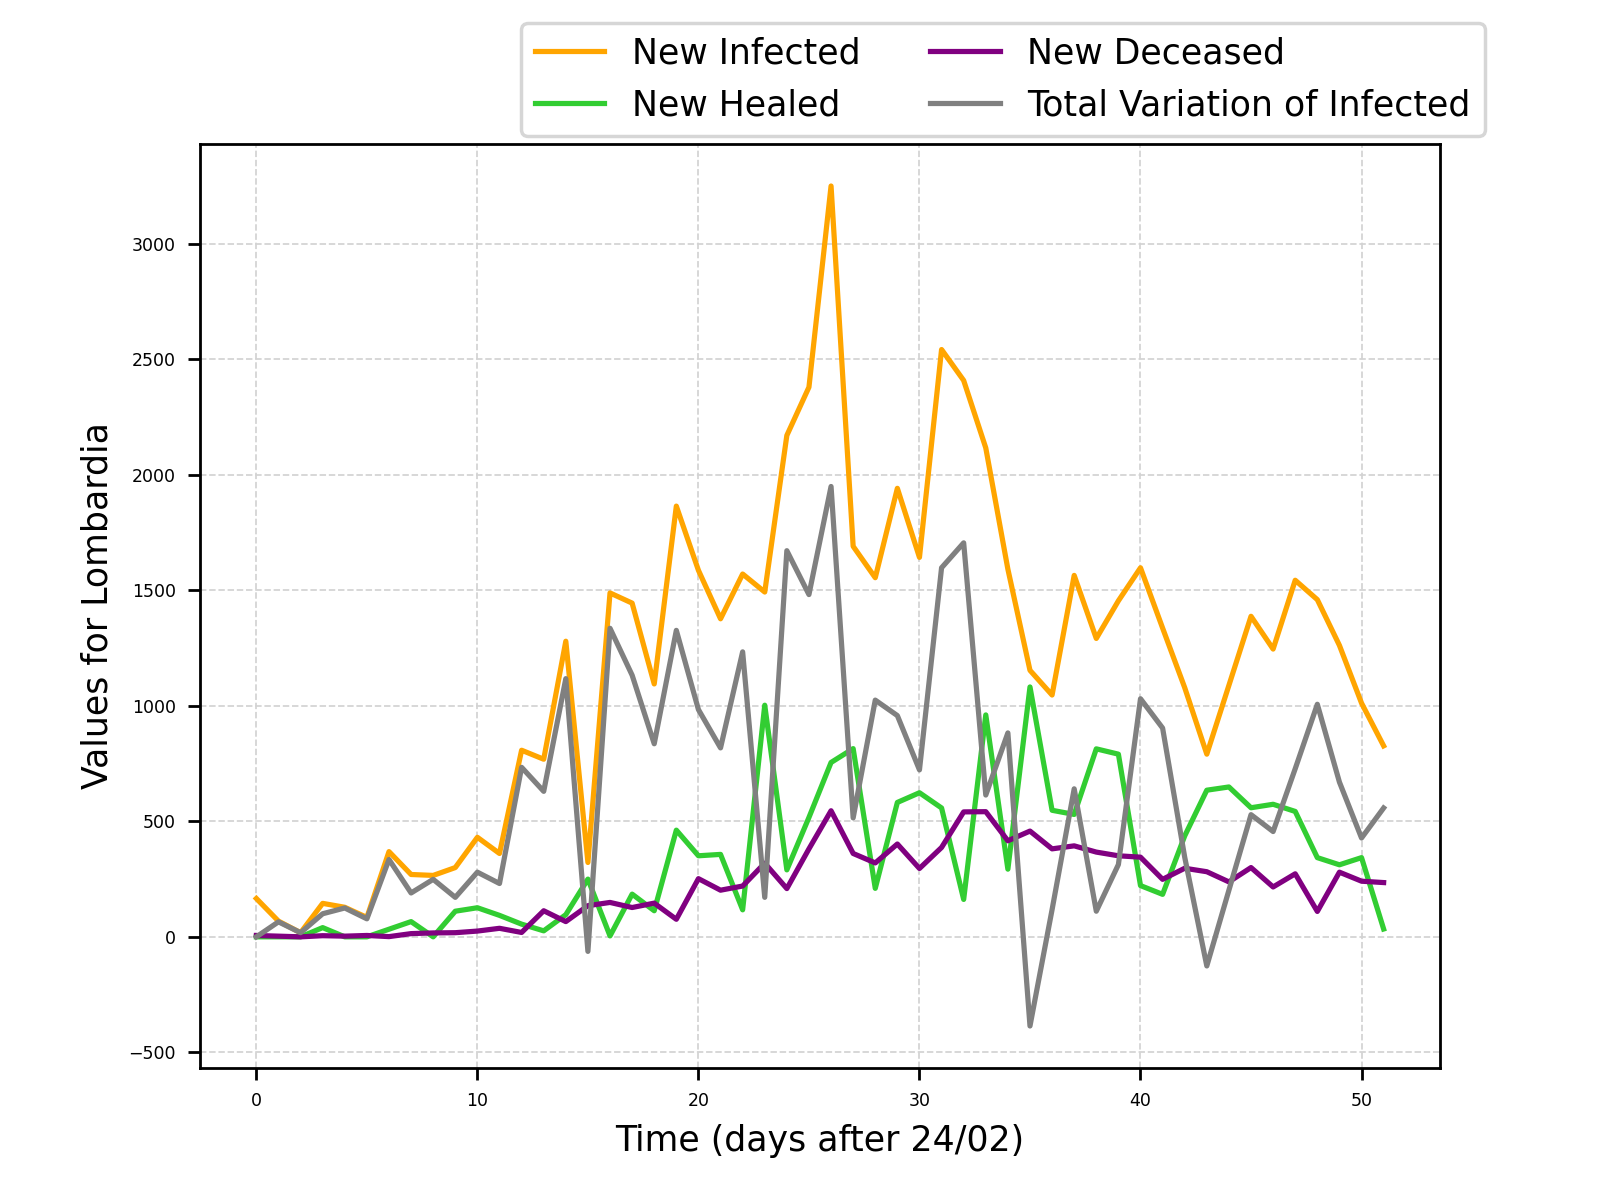 New Infected
New Healed
New Deceased
Total Variation of Infected
Values for Lombardia
3000
2500
2000
1500
1000
500
0
−500
0 10 20 30 40 50
Time (days after 24/02)